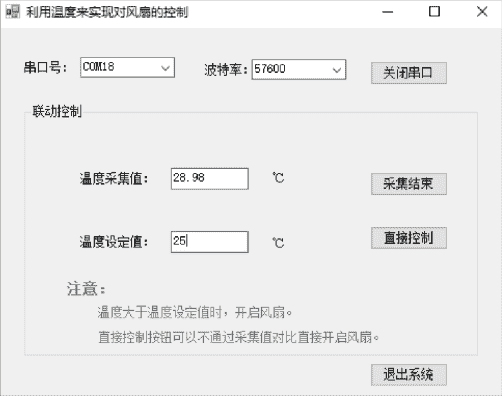 利用温度来实现对风扇的控制
串口号： COM18 波特率： 57600 关闭串口
联动控制
温度采集值： 28.98 ℃ 采集结束
温度设定值： 25 ℃ 直接控制
注意：
温度大于温度设定值时，开启风扇。
直接控制按钮可以不通过采集值对比直接开启风扇。
退出系统